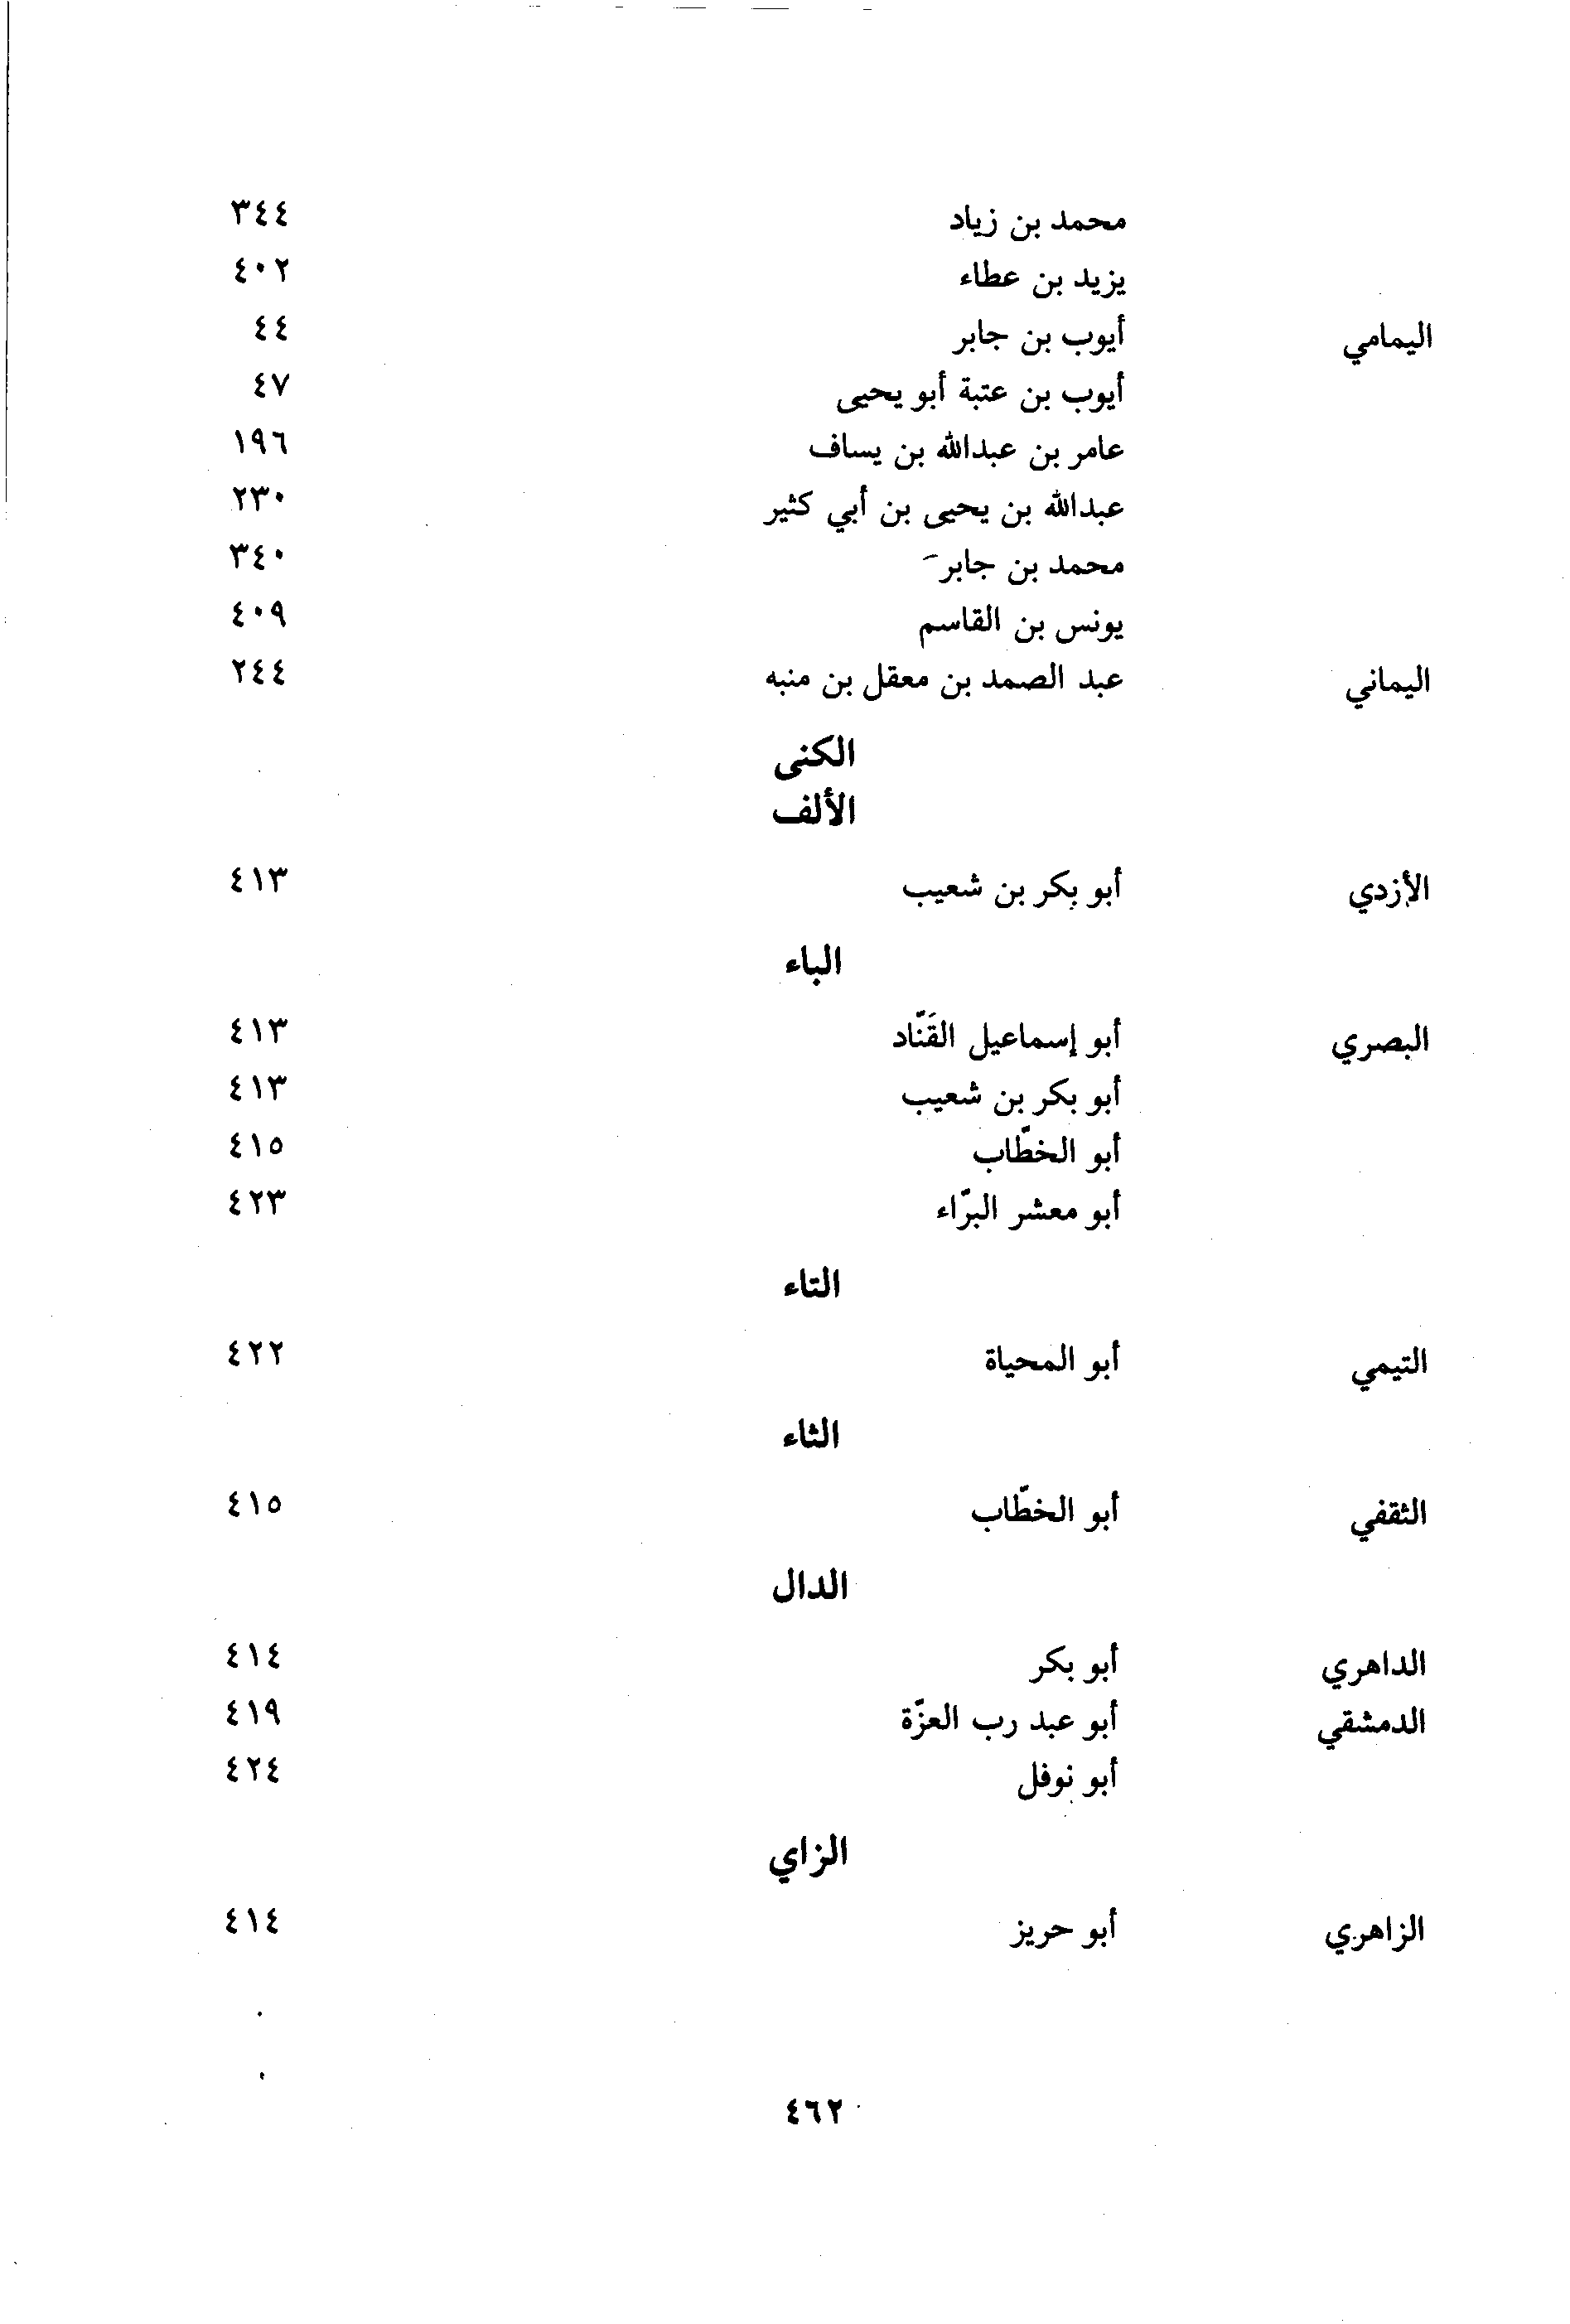 محمد بن زياد ٣٤٤
يزيد بن عطاء ٤٠٢
اليمامي أيوب بن جابر ٤٤
أيوب بن عتبة أبو يحيى ٤٧
عامر بن عبدالله بن يساف ١٩٦
عبدالله بن يحيى بن أبي كثير ٢٣٠
محمد بن جابر ٣٤٠
يونس بن القاسم ٤٠٩
اليماني عبد الصمد بن معقل بن منبه ٢٤٤
الكنى
الألف
الأزدي أبو بكر بن شعيب ٤١٣
الباء
البصري أبو إسماعيل القَنَّاد ٤١٣
أبو بكر بن شعيب ٤١٣
أبو الخطّاب ٤١٥
أبو معشر البرّاء ٤٢٣
التاء
التيمي أبو المحياة ٤٢٢
الثاء
الثقفي أبو الخطّاب ٤١٥
الدال
الداهري أبو بكر ٤١٤
الدمشقي أبو عبد رب العزّة ٤١٩
أبو نوفل ٤٢٤
الزاي
الزاهري أبو حريز ٤١٤
٤٦٢